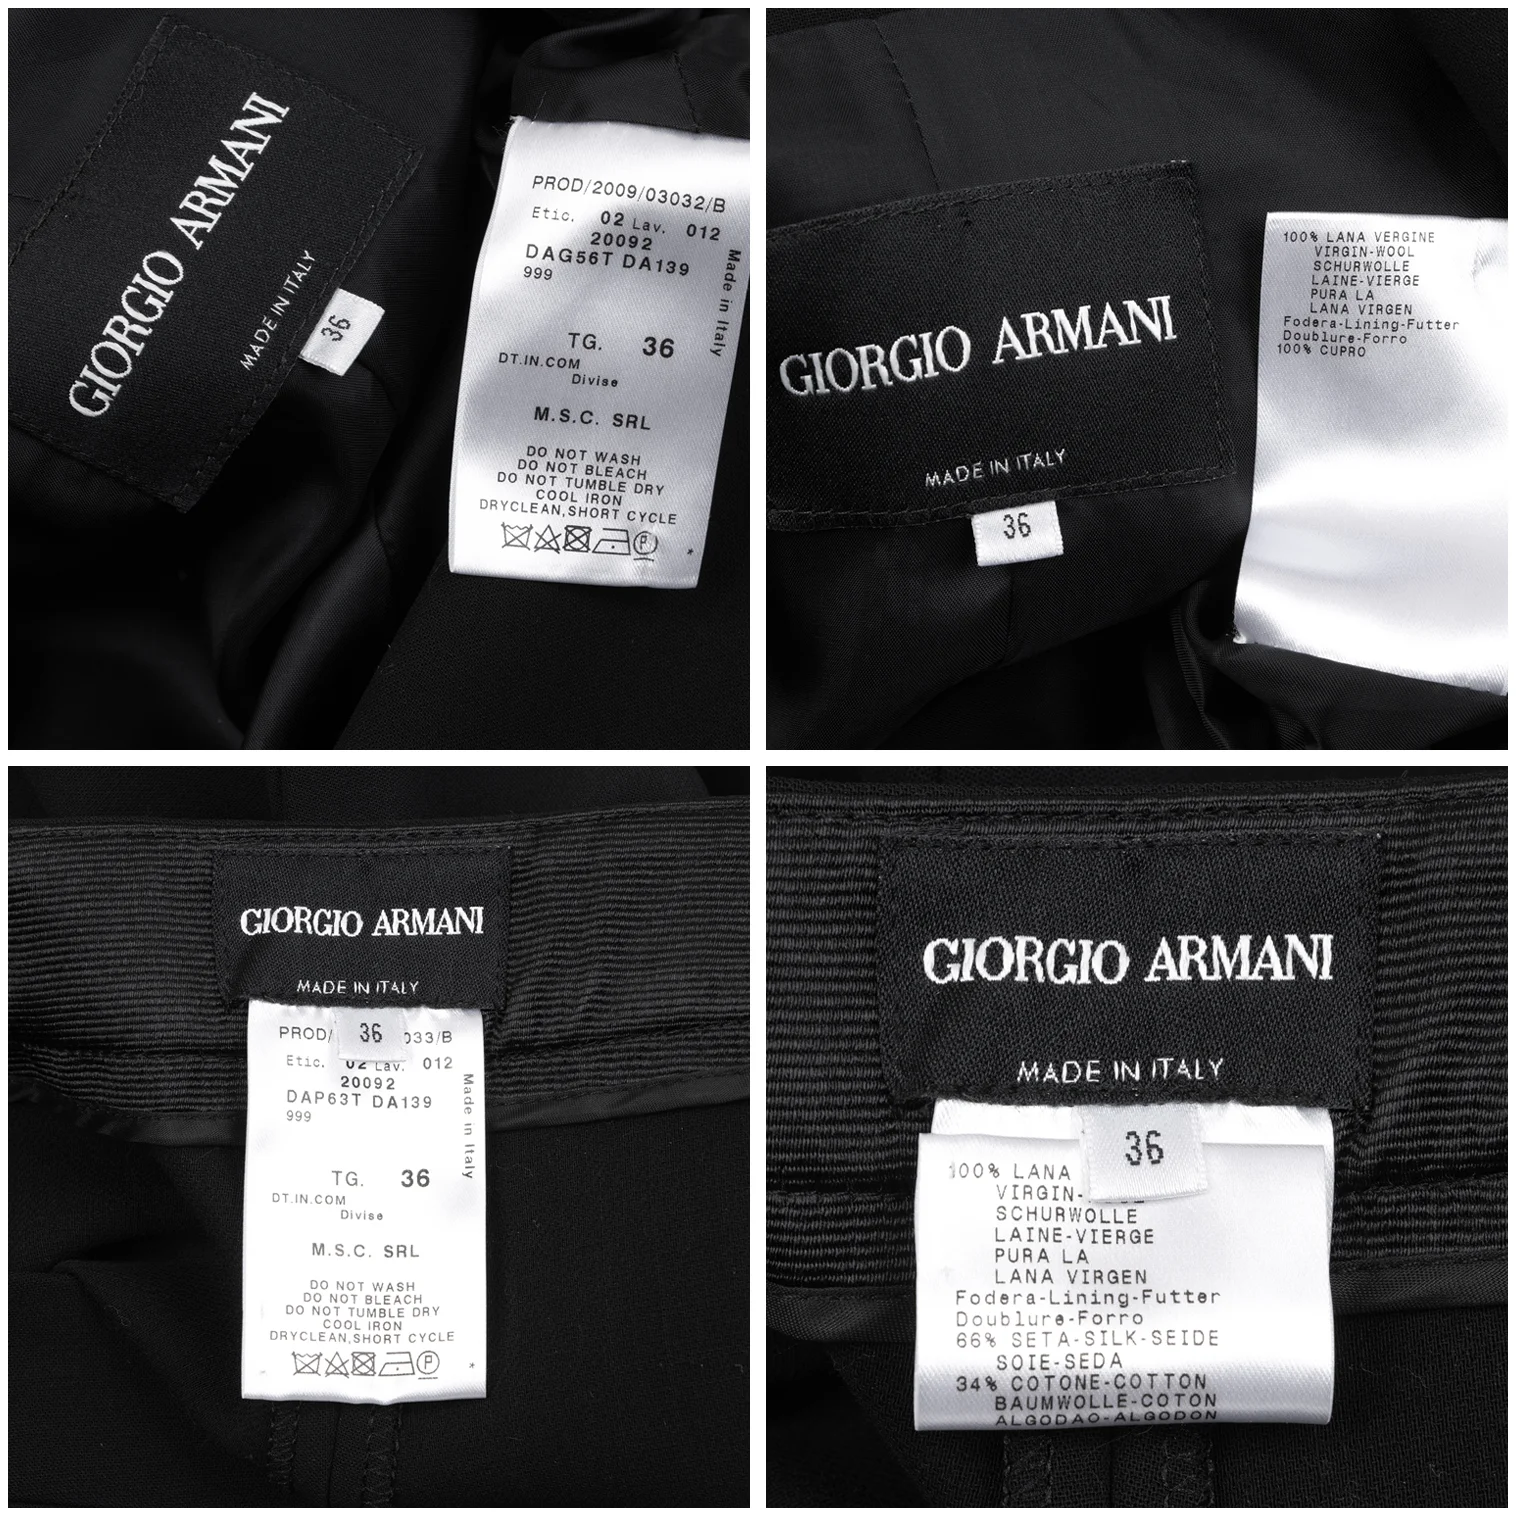 GIORGIO ARMANI
MADE IN ITALY
36
PROD/2009/03032/B
Etic. 02 Lav. 012
20092
DAG56T DA139
999
Made in Italy
TG. 36
DT.IN.COM
Divise
M.S.C. SRL
DO NOT WASH
DO NOT BLEACH
DO NOT TUMBLE DRY
COOL IRON
DRYCLEAN,SHORT CYCLE
P
GIORGIO ARMANI
MADE IN ITALY
36
100% LANA VERGINE
VIRGIN-WOOL
SCHURWOLLE
LAINE-VIERGE
PURA LA
LANA VIRGEN
Fodera-Lining-Futter
Doublure-Forro
100% CUPRO
GIORGIO ARMANI
MADE IN ITALY
36
PROD/ 033/B
Etic. 02 Lav. 012
20092
DAP63T DA139
999
Made in Italy
TG. 36
DT.IN.COM
Divise
M.S.C. SRL
DO NOT WASH
DO NOT BLEACH
DO NOT TUMBLE DRY
COOL IRON
DRYCLEAN,SHORT CYCLE
P
GIORGIO ARMANI
MADE IN ITALY
36
100% LANA
VIRGIN-
SCHURWOLLE
LAINE-VIERGE
PURA LA
LANA VIRGEN
Fodera-Lining-Futter
Doublure-Forro
66% SETA-SILK-SEIDE
SOIE-SEDA
34% COTONE-COTTON
BAUMWOLLE-COTON
ALGODAO-ALGODON